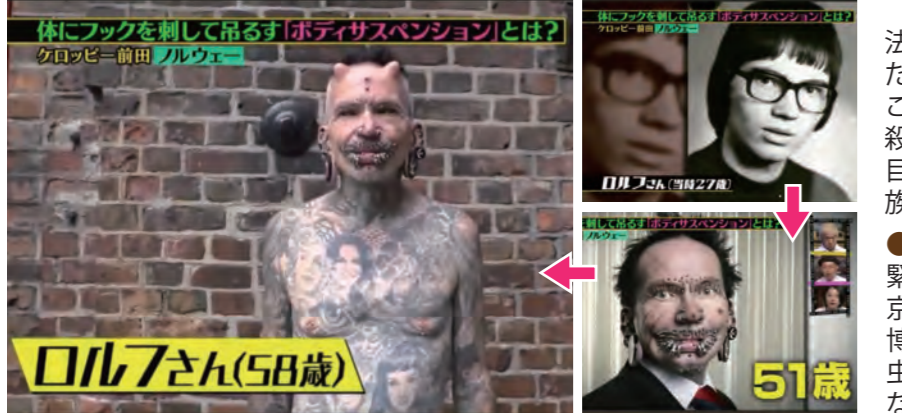 体にフックを刺して吊るす「ボディサスペンション」とは?
ケロッピー前田 ノルウェー
ロルフさん(58歳)
体にフックを刺して吊るす「ボディサスペンション」とは?
ケロッピー前田 ノルウェー
ロルフさん(当時27歳)
刺して吊るす「ボディサスペンション」とは?
ノルウェー
51歳
法
た
こ
殺
目
族
●
緊
京
博
虫
た